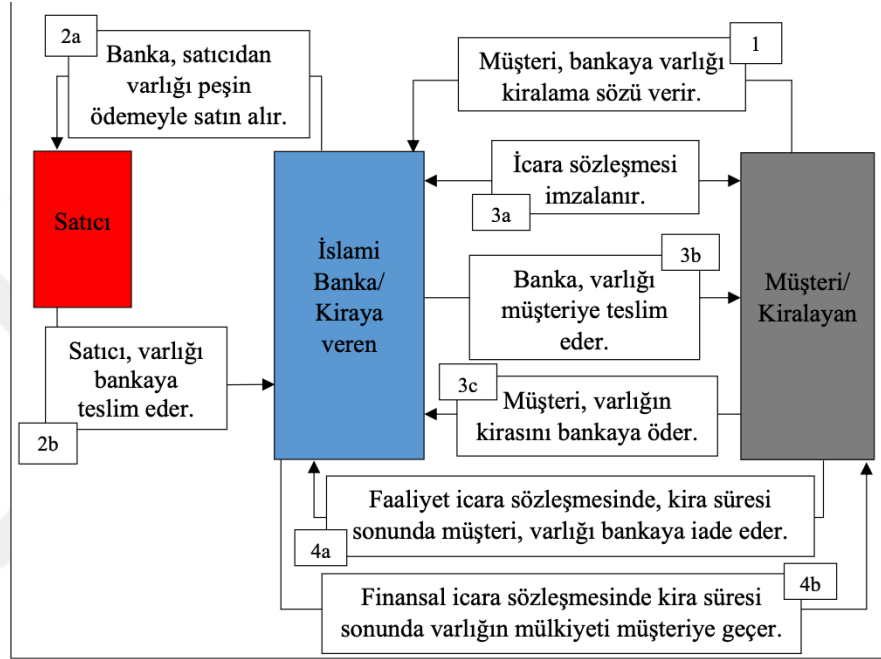 2a
Banka, satıcıdan
varlığı peşin
ödemeyle satın alır.
1
Müşteri, bankaya varlığı
kiralama sözü verir.
İcara sözleşmesi
imzalanır.
3a
Satıcı
İslami
Banka/
Kiraya
veren
3b
Banka, varlığı
müşteriye teslim
eder.
Müşteri/
Kiralayan
Satıcı, varlığı
bankaya
teslim eder.
2b
3c
Müşteri, varlığın
kirasını bankaya öder.
Faaliyet icara sözleşmesinde, kira süresi
sonunda müşteri, varlığı bankaya iade eder.
4a
4b
Finansal icara sözleşmesinde kira süresi
sonunda varlığın mülkiyeti müşteriye geçer.